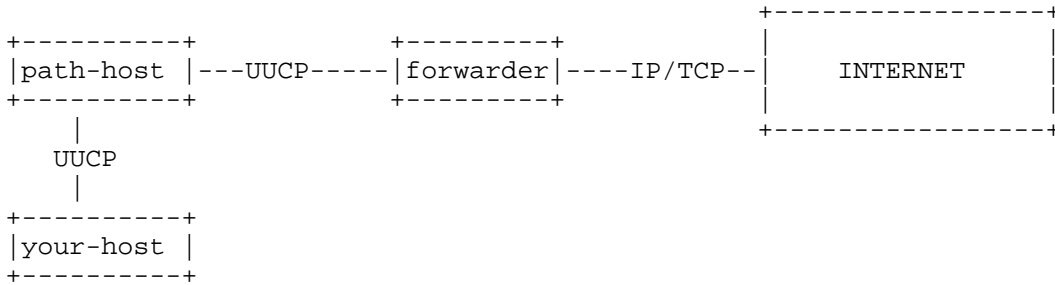 +------------------+
+----------+ +---------+ | |
|path-host |---UUCP-----|forwarder|----IP/TCP--| INTERNET |
+----------+ +---------+ | |
| +------------------+
UUCP
|
+----------+
|your-host |
+----------+